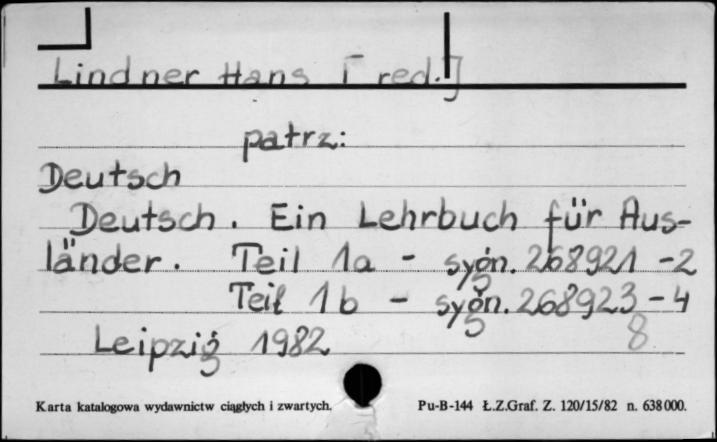 Lindner Hans [red.]
patrz:
Deutsch
Deutsch. Ein Lehrbuch für Aus-
länder. Teil 1a - sygn. 268921-2
Teil 1b - sygn. 268923-4
Leipzig 1982 8
Karta katalogowa wydawnictw ciągłych i zwartych. Pu-B-144 Ł.Z.Graf. Z. 120/15/82 n. 638000.